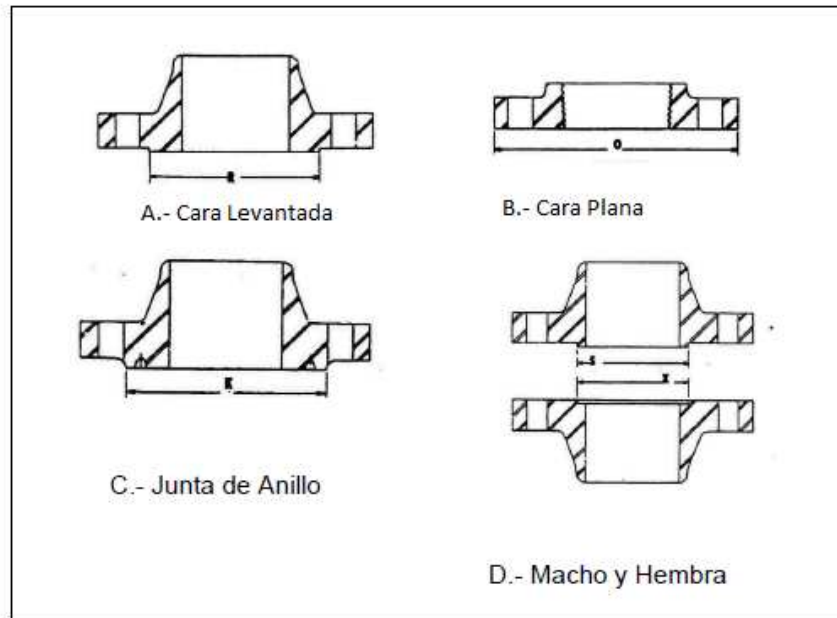 R
A.- Cara Levantada
O
B.- Cara Plana
K
C.- Junta de Anillo
S
X
D.- Macho y Hembra